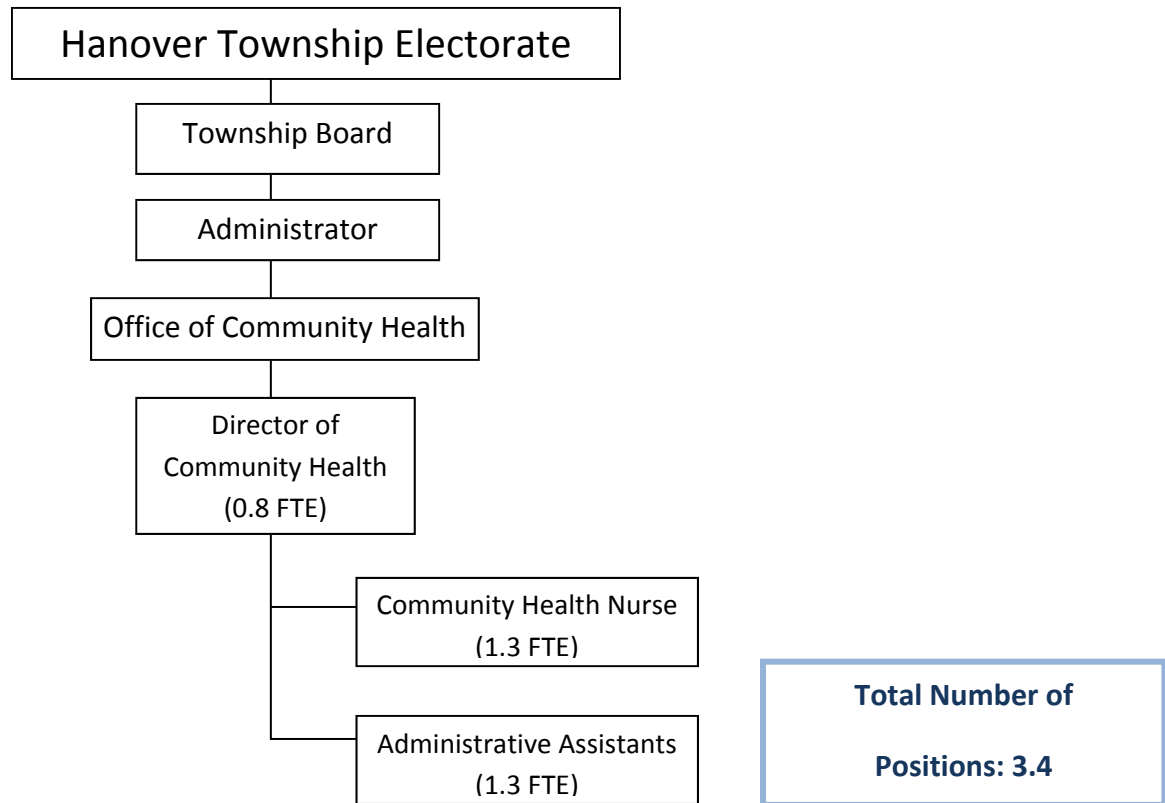 Hanover Township Electorate
Township Board
Administrator
Office of Community Health
Director of
Community Health
(0.8 FTE)
Community Health Nurse
(1.3 FTE)
Administrative Assistants
(1.3 FTE)
Total Number of
Positions: 3.4